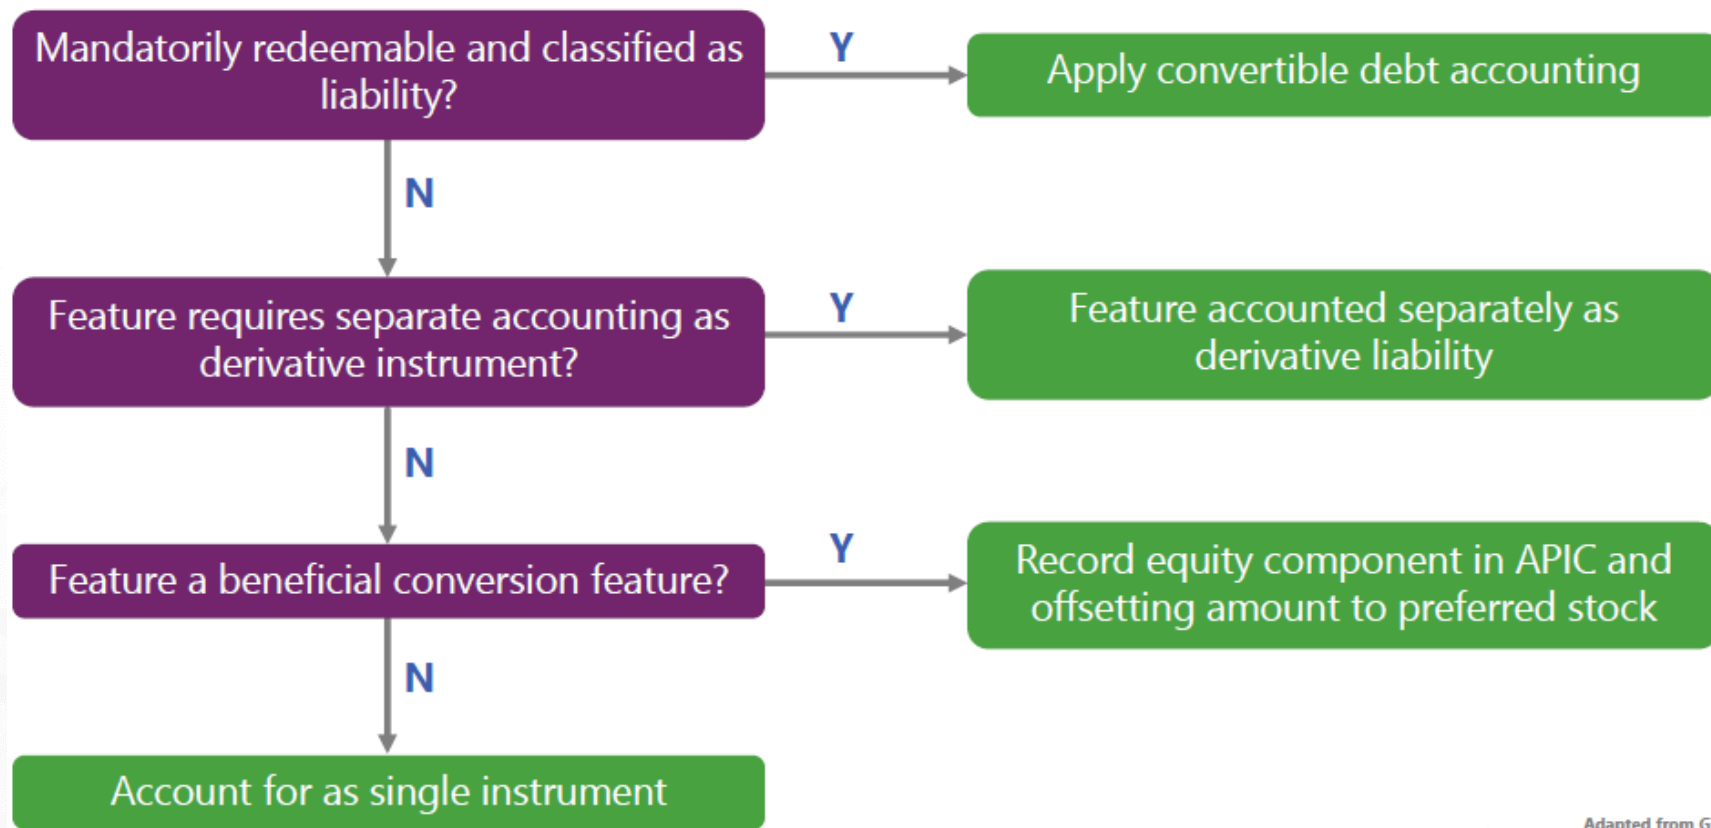 Mandatorily redeemable and classified as
liability?
Y
Apply convertible debt accounting
N
Feature requires separate accounting as
derivative instrument?
Y
Feature accounted separately as
derivative liability
N
Feature a beneficial conversion feature?
Y
Record equity component in APIC and
offsetting amount to preferred stock
N
Account for as single instrument
Adapted from G